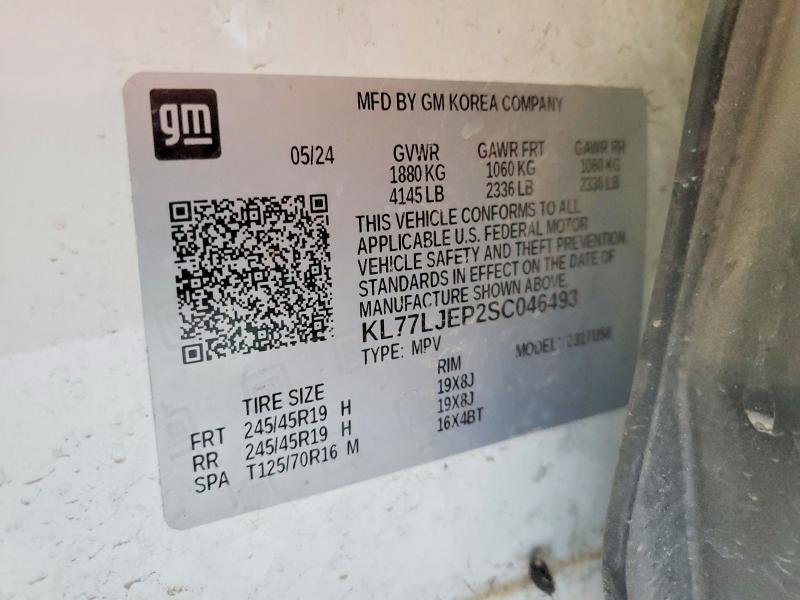 gm
MFD BY GM KOREA COMPANY
05/24
GVWR GAWR FRT GAWR RR
1880 KG 1060 KG 1060 KG
4145 LB 2336 LB 2336 LB
THIS VEHICLE CONFORMS TO ALL
APPLICABLE U.S. FEDERAL MOTOR
VEHICLE SAFETY AND THEFT PREVENTION
STANDARDS IN EFFECT ON THE DATE OF
MANUFACTURE SHOWN ABOVE.
KL77LJEP2SC046493
TYPE: MPV MODEL:
TIRE SIZE RIM
FRT 245/45R19 H 19X8J
RR 245/45R19 H 19X8J
SPA T125/70R16 M 16X4BT